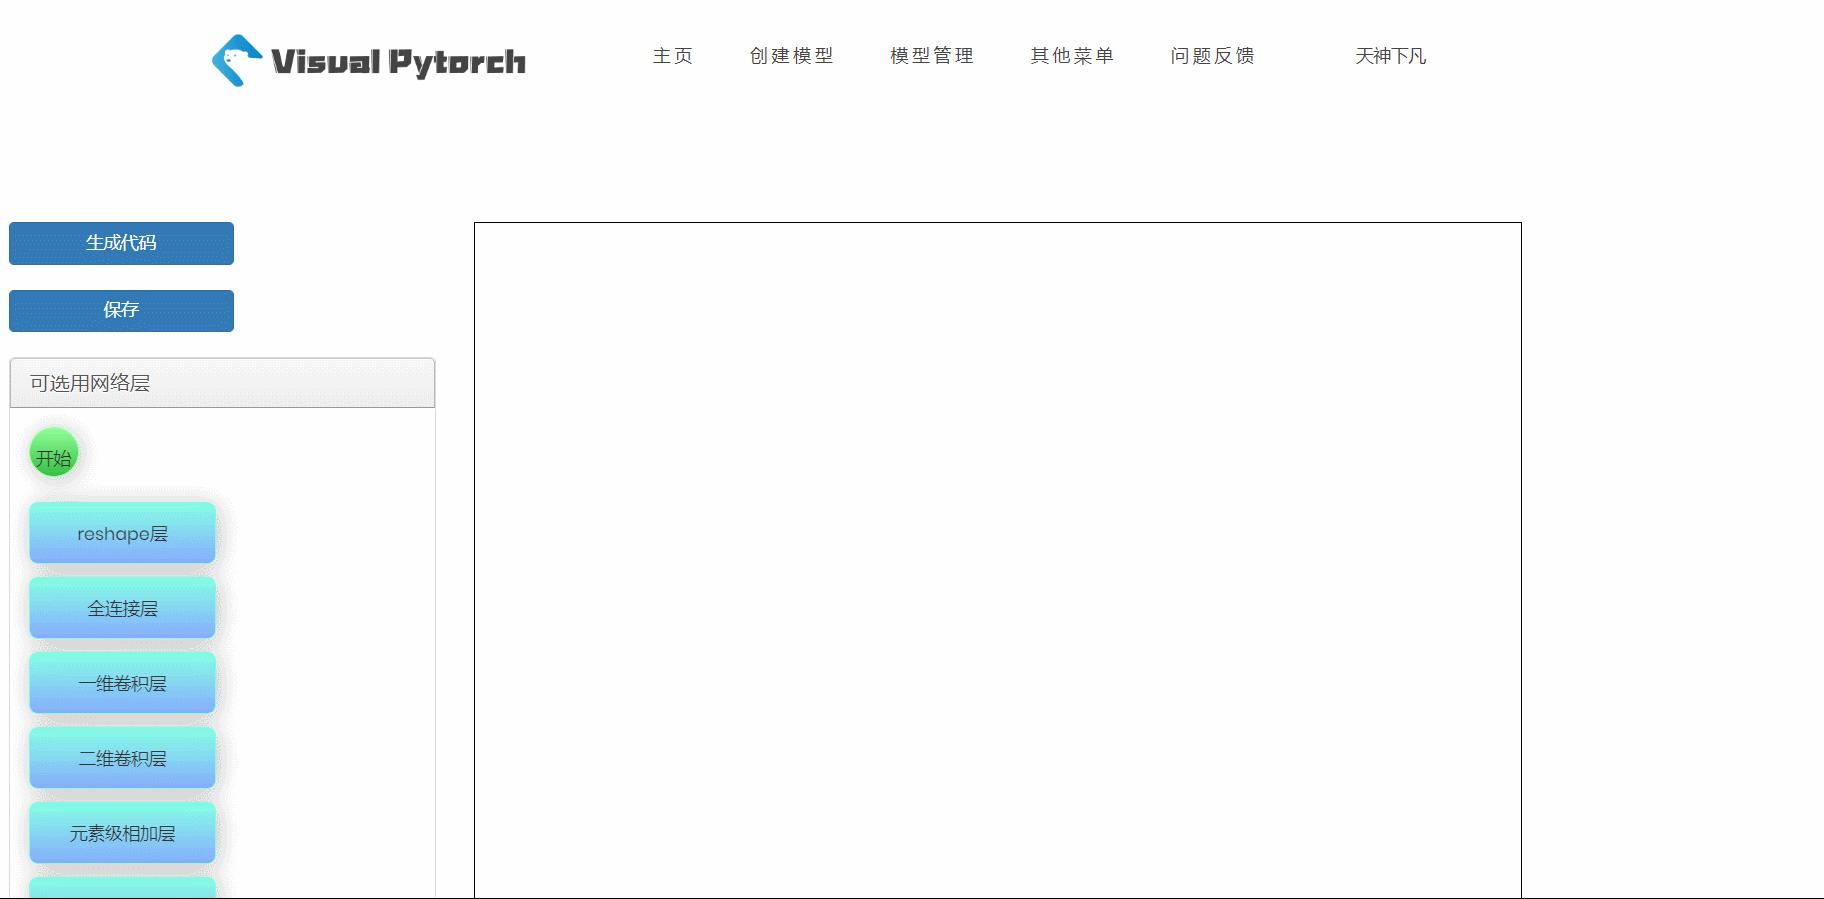 Visual Pytorch
主页 创建模型 模型管理 其他菜单 问题反馈 天神下凡
生成代码
保存
可选用网络层
开始
reshape层
全连接层
一维卷积层
二维卷积层
元素级相加层